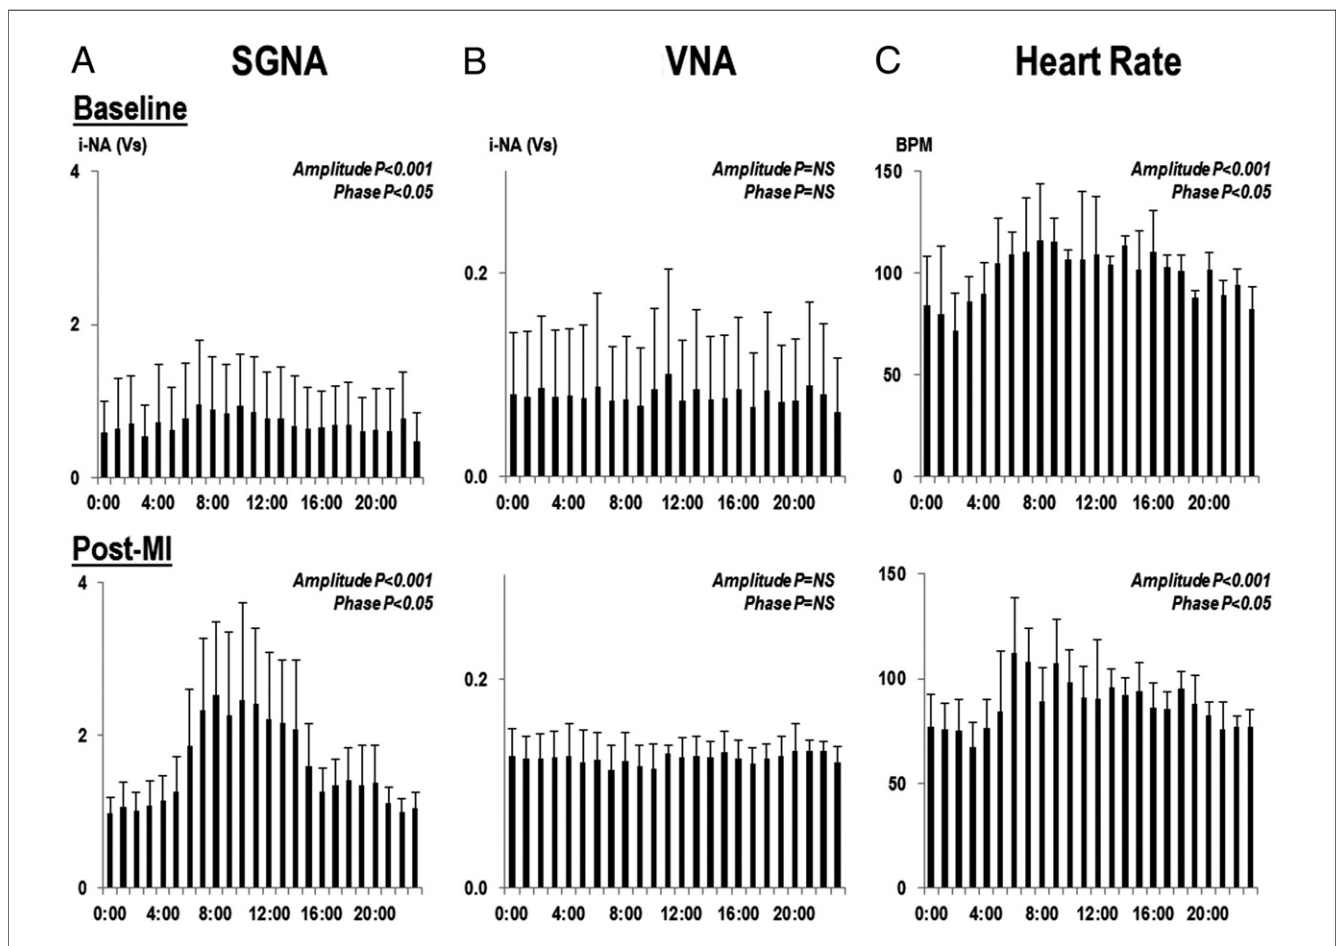 A SGNA B VNA C Heart Rate
Baseline
i-NA (Vs) i-NA (Vs) BPM
Amplitude P<0.001 Amplitude P=NS Amplitude P<0.001
Phase P<0.05 Phase P=NS Phase P<0.05
4 150
0.2 100
2
50
0 0.0 0
0:00 4:00 8:00 12:00 16:00 20:00 0:00 4:00 8:00 12:00 16:00 20:00 0:00 4:00 8:00 12:00 16:00 20:00
Post-MI
Amplitude P<0.001 Amplitude P=NS Amplitude P<0.001
Phase P<0.05 Phase P=NS Phase P<0.05
4 150
0.2 100
2
50
0 0.0 0
0:00 4:00 8:00 12:00 16:00 20:00 0:00 4:00 8:00 12:00 16:00 20:00 0:00 4:00 8:00 12:00 16:00 20:00